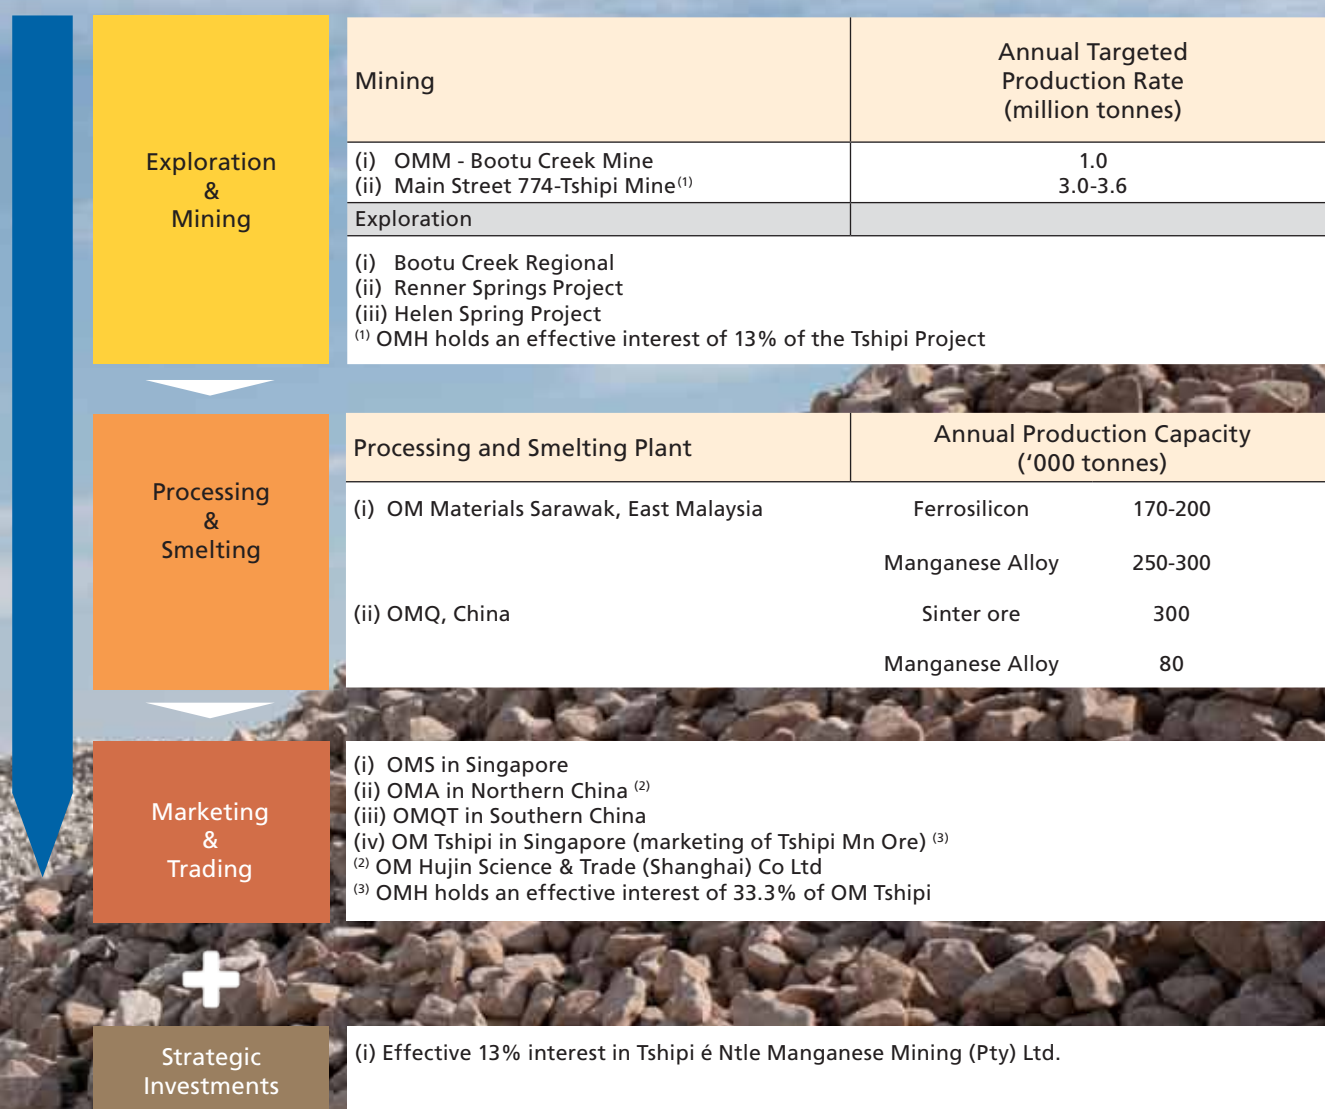 Exploration
&
Mining
Mining
Annual Targeted
Production Rate
(million tonnes)
(i) OMM - Bootu Creek Mine 1.0
(ii) Main Street 774-Tshipi Mine(1) 3.0-3.6
Exploration
(i) Bootu Creek Regional
(ii) Renner Springs Project
(iii) Helen Spring Project
(1) OMH holds an effective interest of 13% of the Tshipi Project
Processing
&
Smelting
Processing and Smelting Plant
Annual Production Capacity
(‘000 tonnes)
(i) OM Materials Sarawak, East Malaysia Ferrosilicon 170-200
Manganese Alloy 250-300
(ii) OMQ, China Sinter ore 300
Manganese Alloy 80
Marketing
&
Trading
(i) OMS in Singapore
(ii) OMA in Northern China (2)
(iii) OMQT in Southern China
(iv) OM Tshipi in Singapore (marketing of Tshipi Mn Ore) (3)
(2) OM Hujin Science & Trade (Shanghai) Co Ltd
(3) OMH holds an effective interest of 33.3% of OM Tshipi
Strategic
Investments
(i) Effective 13% interest in Tshipi é Ntle Manganese Mining (Pty) Ltd.